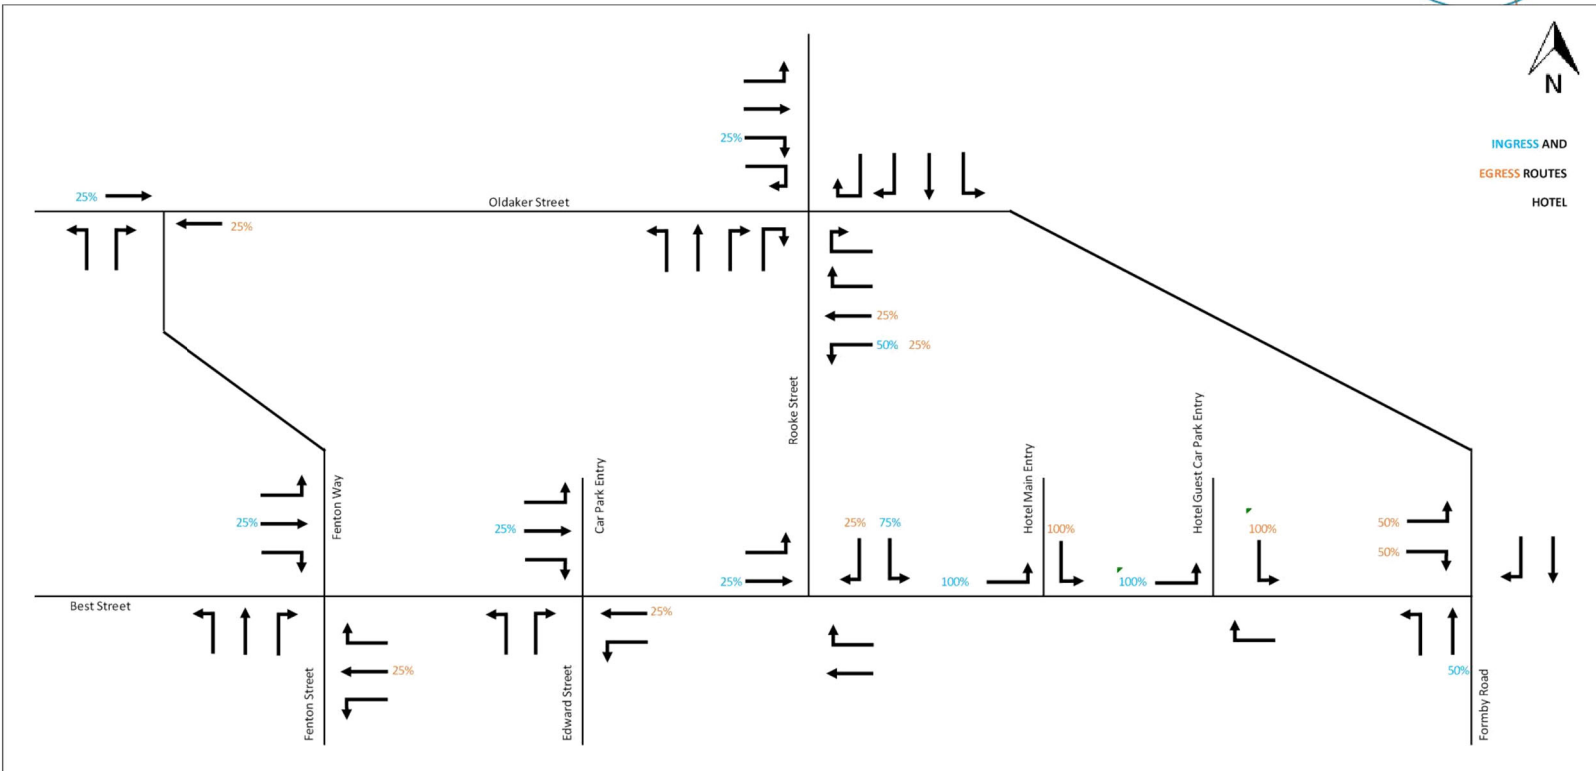 N
INGRESS AND
EGRESS ROUTES
HOTEL
25%
25%
Oldaker Street
25%
25%
25%
50% 25%
Rooke Street
Fenton Way
Car Park Entry
Hotel Main Entry
Hotel Guest Car Park Entry
25%
25%
25%
25% 75%
100%
100%
100%
100%
50%
50%
Best Street
25%
25%
50%
Fenton Street
Edward Street
Formby Road